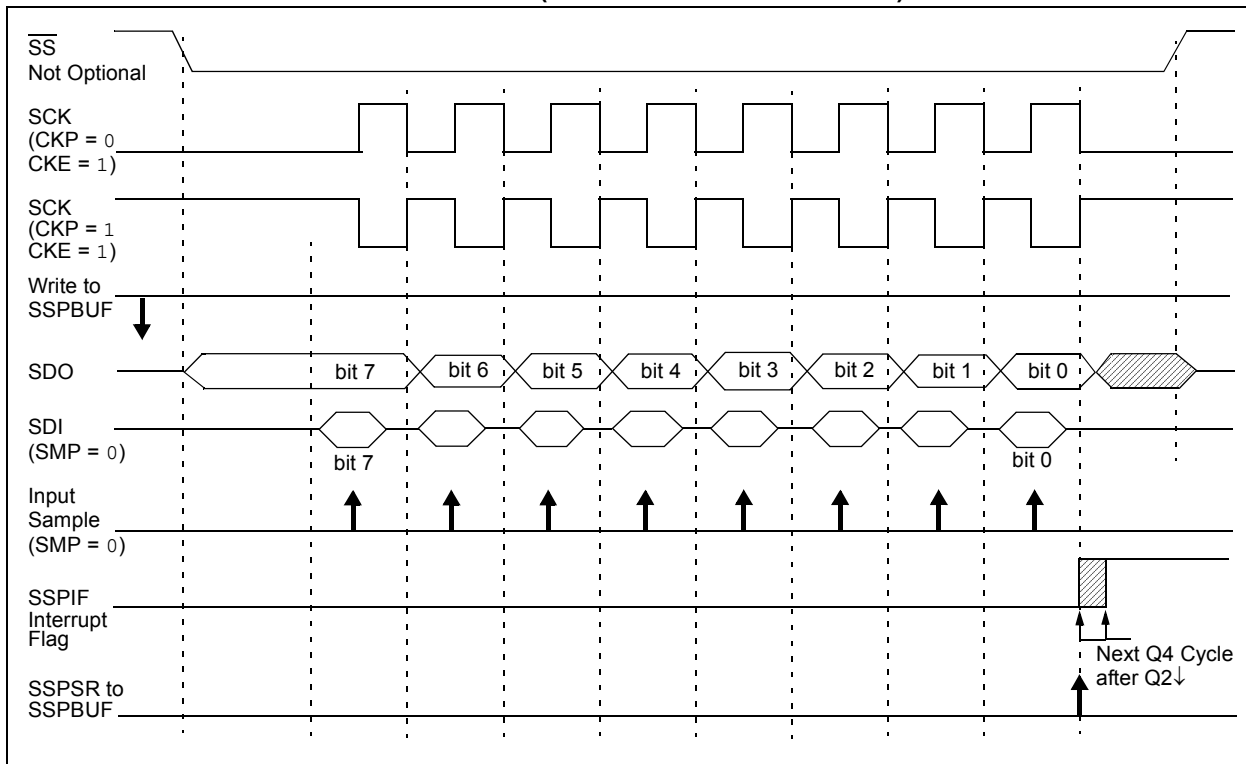 SS
Not Optional
SCK
(CKP = 0
CKE = 1)
SCK
(CKP = 1
CKE = 1)
Write to
SSPBUF
SDO
bit 7
bit 6
bit 5
bit 4
bit 3
bit 2
bit 1
bit 0
SDI
(SMP = 0)
bit 7
bit 0
Input
Sample
(SMP = 0)
SSPIF
Interrupt
Flag
Next Q4 Cycle
after Q2↓
SSPSR to
SSPBUF